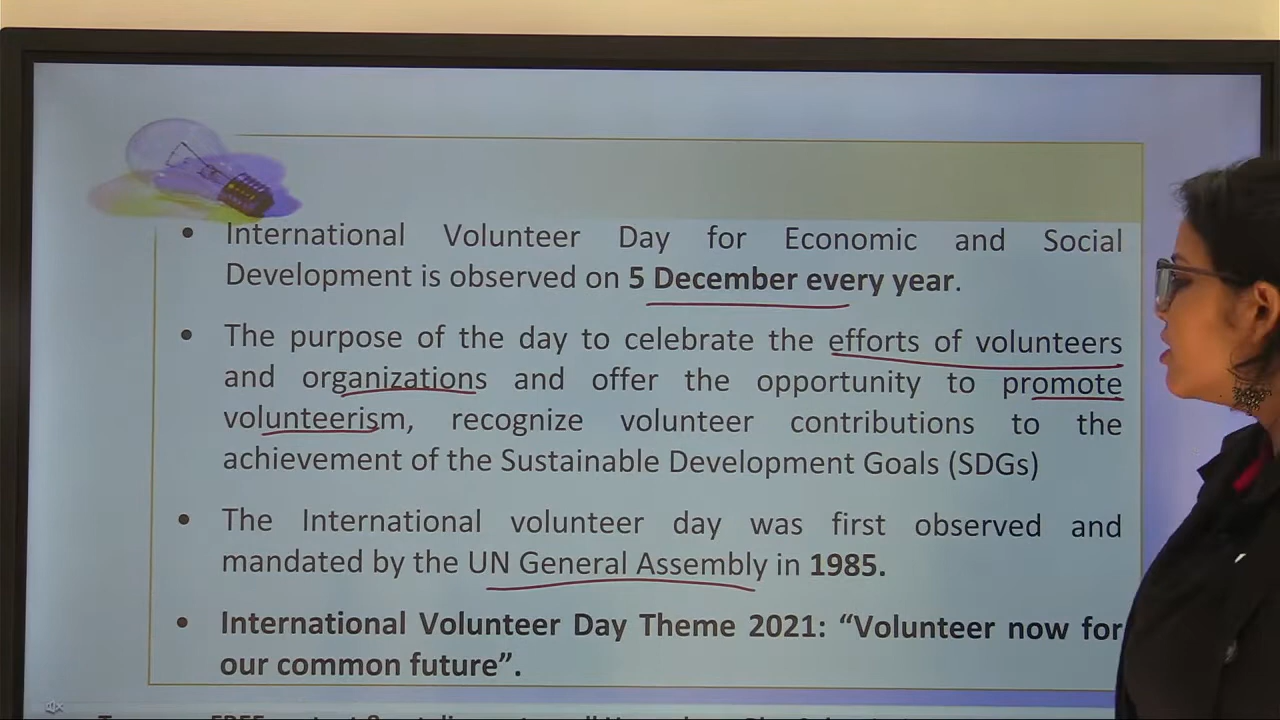 • International Volunteer Day for Economic and Social
Development is observed on 5 December every year.
• The purpose of the day to celebrate the efforts of volunteers
and organizations and offer the opportunity to promote
volunteerism, recognize volunteer contributions to the
achievement of the Sustainable Development Goals (SDGs)
• The International volunteer day was first observed and
mandated by the UN General Assembly in 1985.
• International Volunteer Day Theme 2021: “Volunteer now for
our common future”.